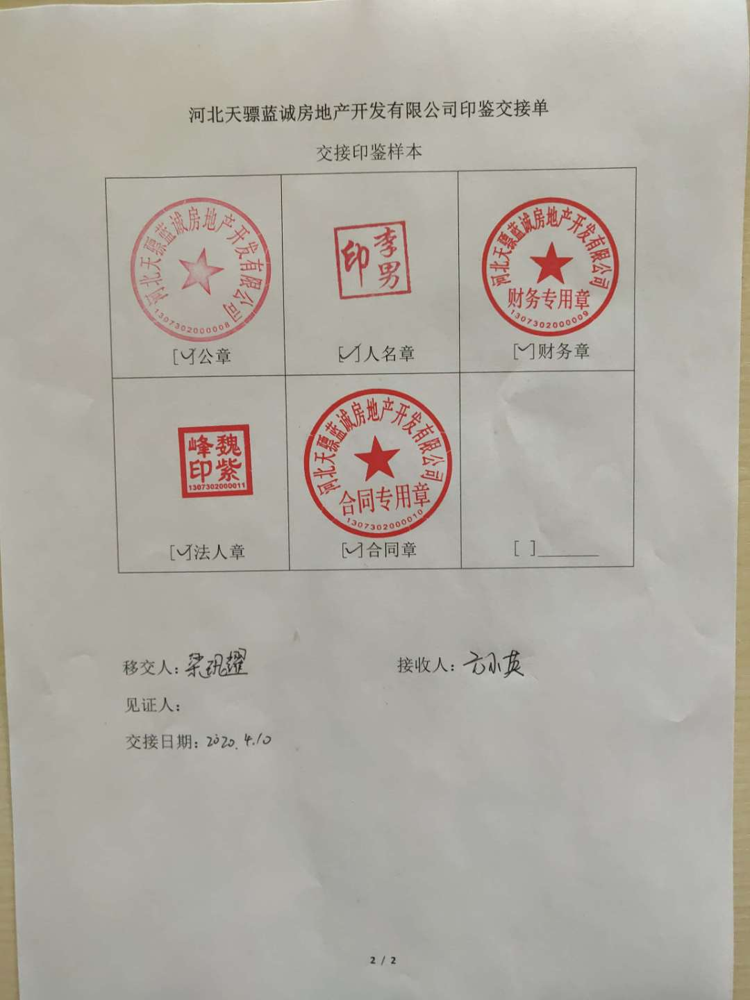 河北天骠蓝诚房地产开发有限公司印鉴交接单
交接印鉴样本
河北天骠蓝诚房地产开发有限公司
1307302000008
[✓]公章
李男
印
[✓]人名章
河北天骠蓝诚房地产开发有限公司
财务专用章
1307302000009
[✓]财务章
魏紫
峰印
1307302000011
[✓]法人章
河北天骠蓝诚房地产开发有限公司
合同专用章
1307302000010
[✓]合同章
[ ]______
移交人：梁
接收人：方小英
见证人：
交接日期：2020.4.10
2 / 2